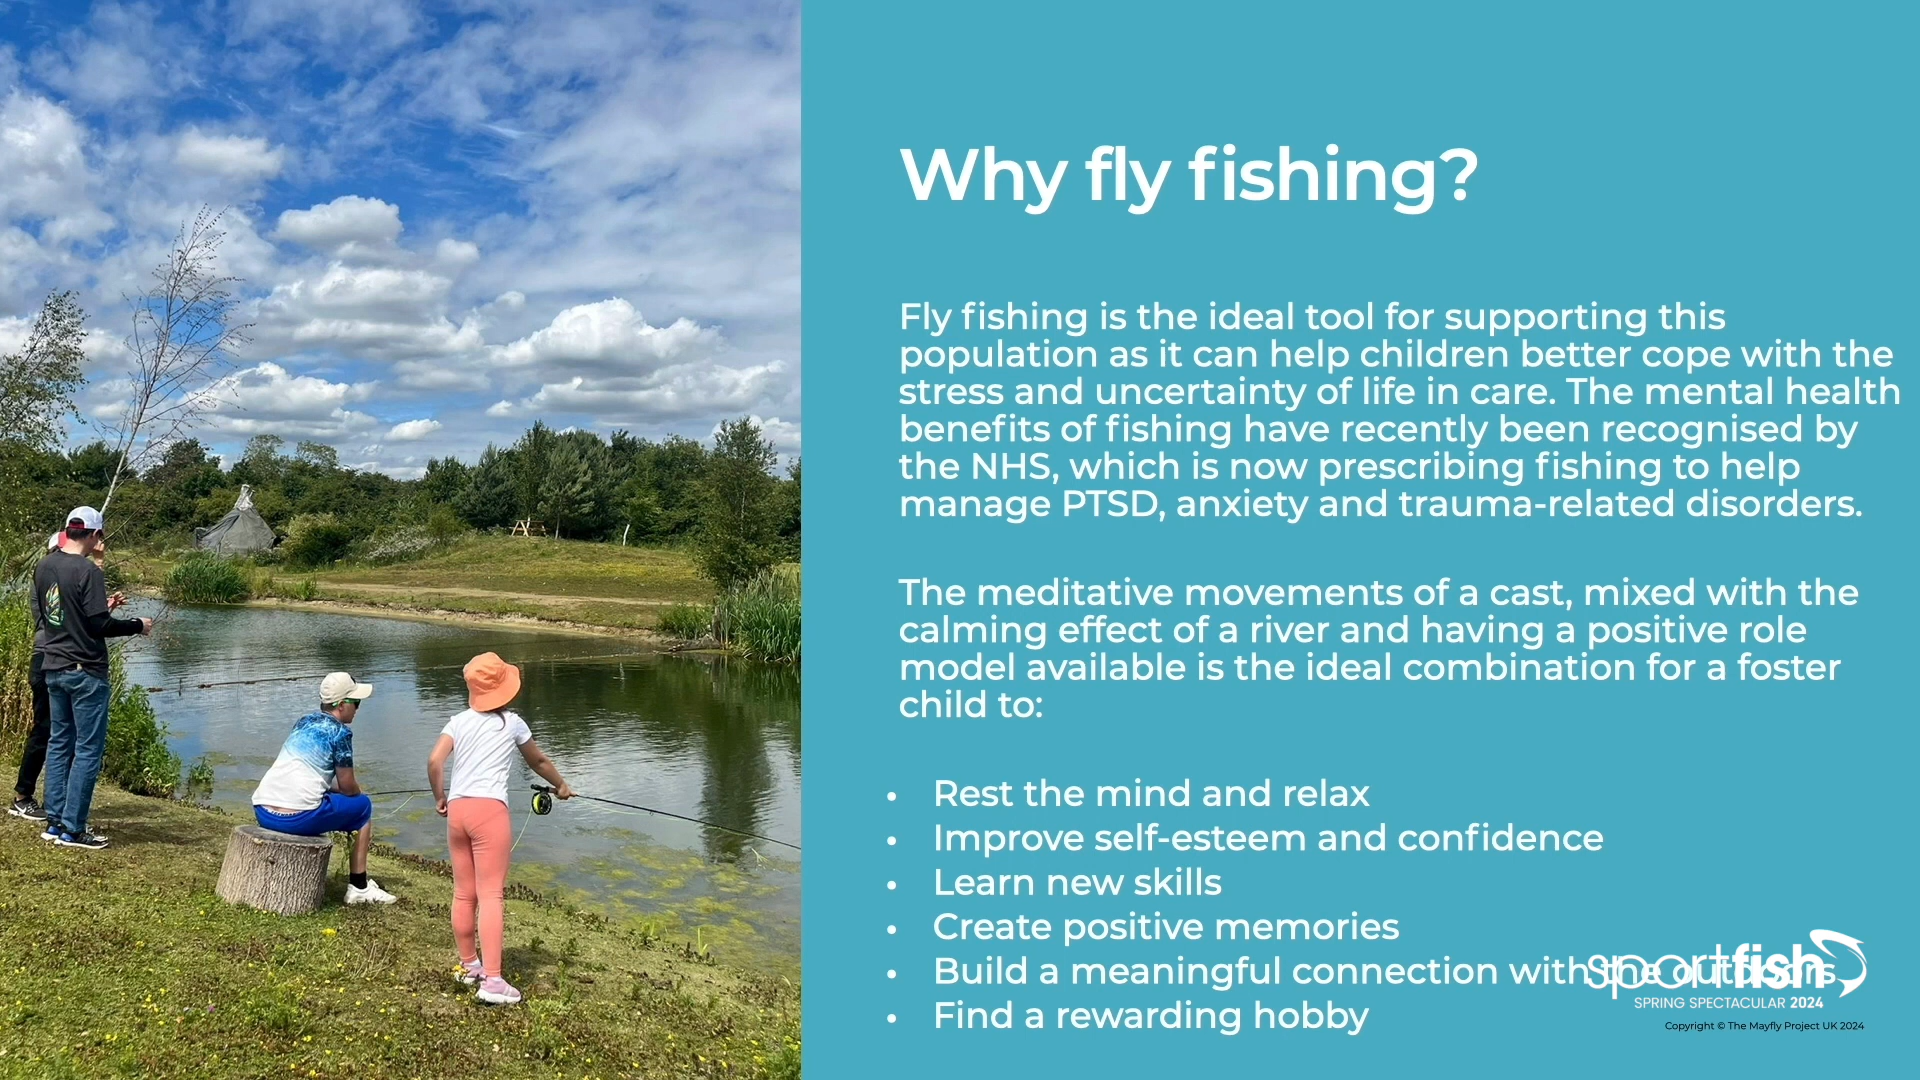 Why fly fishing?
Fly fishing is the ideal tool for supporting this
population as it can help children better cope with the
stress and uncertainty of life in care. The mental health
benefits of fishing have recently been recognised by
the NHS, which is now prescribing fishing to help
manage PTSD, anxiety and trauma-related disorders.
The meditative movements of a cast, mixed with the
calming effect of a river and having a positive role
model available is the ideal combination for a foster
child to:
• Rest the mind and relax
• Improve self-esteem and confidence
• Learn new skills
• Create positive memories
• Build a meaningful connection with the outdoors
• Find a rewarding hobby
sportfish
SPRING SPECTACULAR 2024
Copyright © The Mayfly Project UK 2024